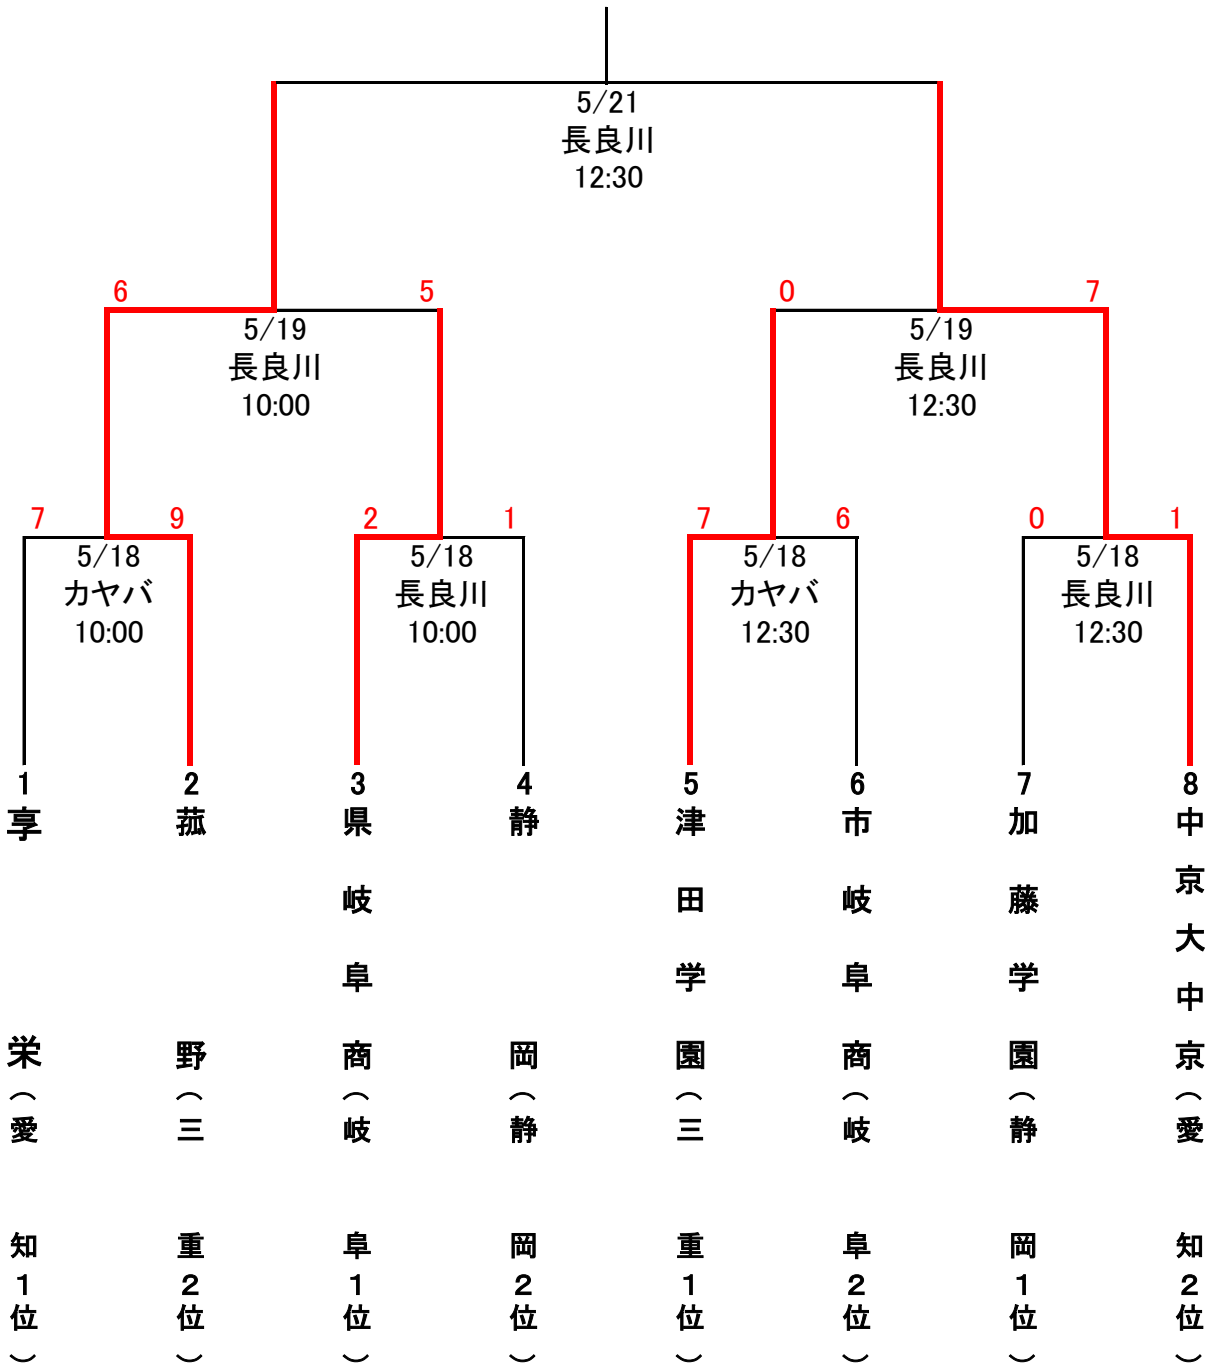 5/21
長良川
12:30
6 5 0 7
5/19
長良川
10:00
5/19
長良川
12:30
7 9 2 1 7 6 0 1
5/18
カヤバ
10:00
5/18
長良川
10:00
5/18
カヤバ
12:30
5/18
長良川
12:30
1
享栄(愛知1位)
2
菰野(三重2位)
3
県岐阜商(岐阜1位)
4
静岡(静岡2位)
5
津田学園(三重1位)
6
市岐阜商(岐阜2位)
7
加藤学園(静岡1位)
8
中京大中京(愛知2位)